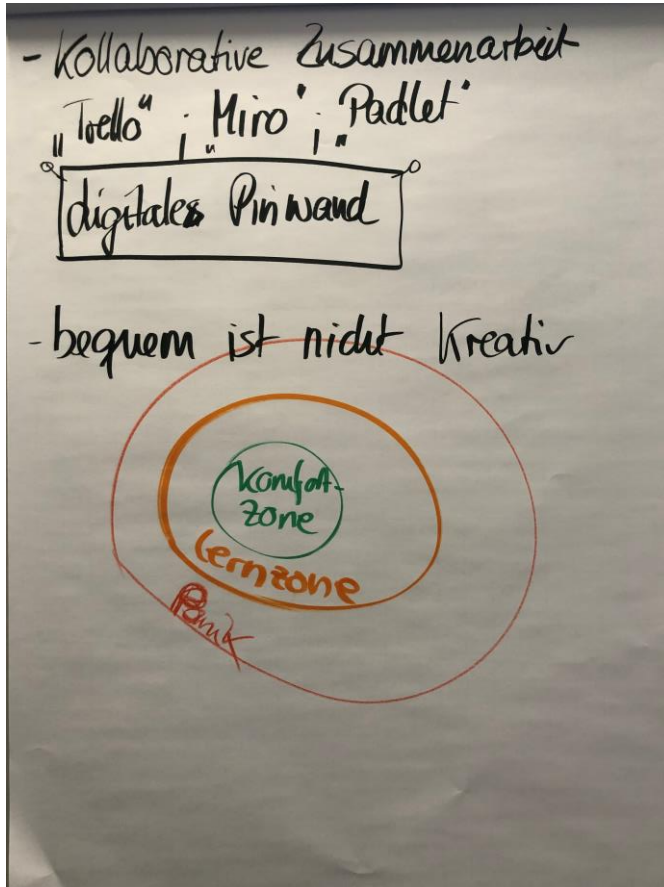 - Kollaborative Zusammenarbeit
„Trello“ ; „Miro“ ; „Padlet“
digitales Pinwand
- bequem ist nicht Kreativ
Komfort-
zone
Lernzone
Panik